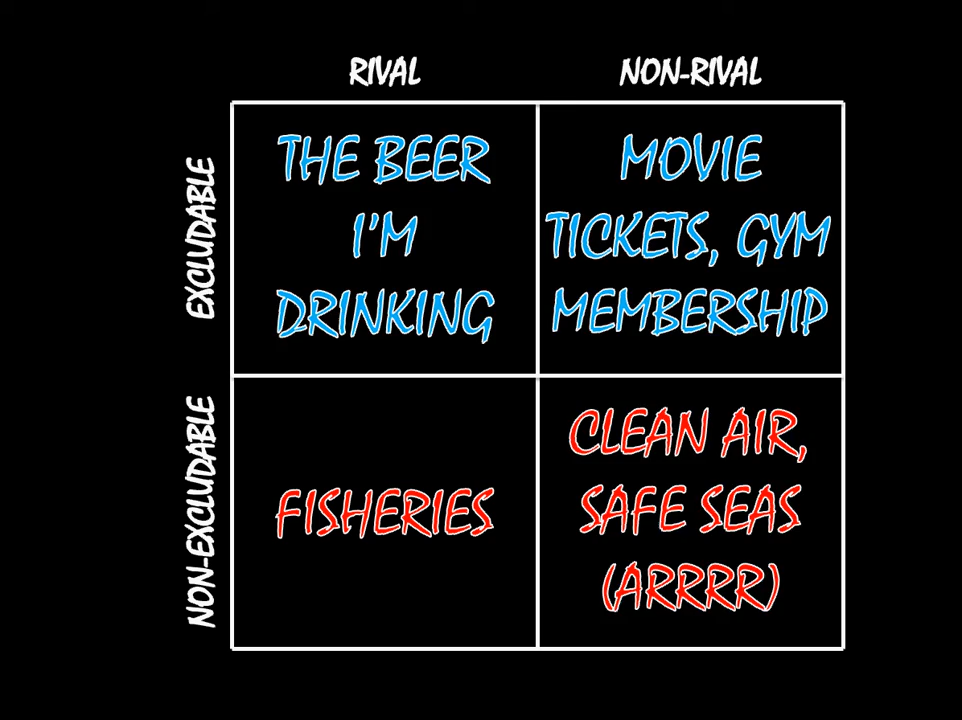 RIVAL
NON-RIVAL
EXCLUDABLE
THE BEER
I'M
DRINKING
MOVIE
TICKETS, GYM
MEMBERSHIP
NON-EXCLUDABLE
FISHERIES
CLEAN AIR,
SAFE SEAS
(ARRRR)